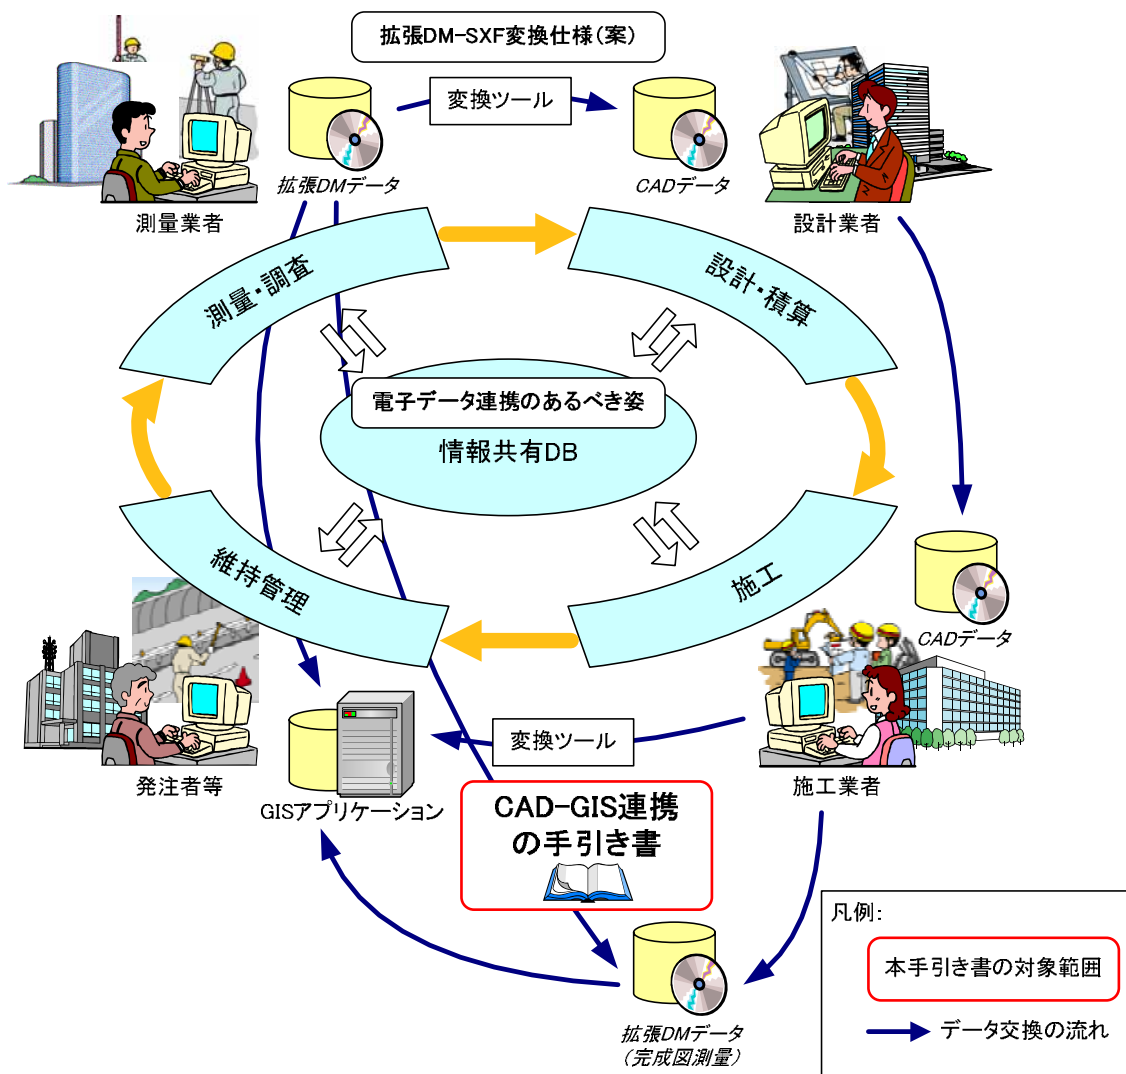 拡張DM-SXF変換仕様(案)
変換ツール
拡張DMデータ
CADデータ
測量業者
設計業者
測量・調査
設計・積算
電子データ連携のあるべき姿
情報共有DB
維持管理
施工
CADデータ
発注者等
GISアプリケーション
変換ツール
施工業者
CAD-GIS連携
の手引き書
凡例:
本手引き書の対象範囲
データ交換の流れ
拡張DMデータ
(完成図測量)